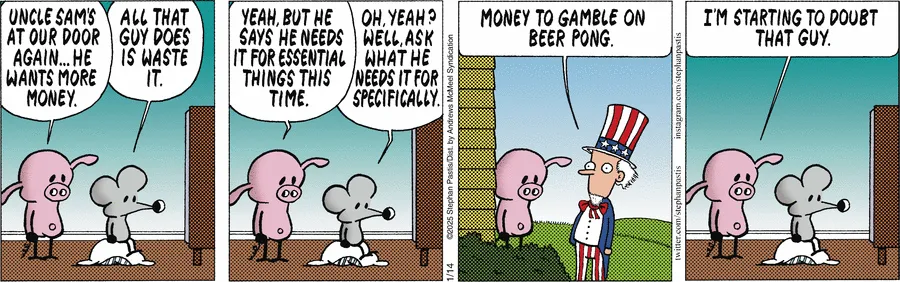 UNCLE SAM'S
AT OUR DOOR
AGAIN... HE
WANTS MORE
MONEY.
ALL THAT
GUY DOES
IS WASTE
IT.
YEAH, BUT HE
SAYS HE NEEDS
IT FOR ESSENTIAL
THINGS THIS
TIME.
OH, YEAH?
WELL, ASK
WHAT HE
NEEDS IT FOR
SPECIFICALLY.
©2025 Stephan Pastis/Dist. by Andrews McMeel Syndication
1/14
MONEY TO GAMBLE ON
BEER PONG.
twitter.com/stephanpastis
instagram.com/stephanpastis
I'M STARTING TO DOUBT
THAT GUY.